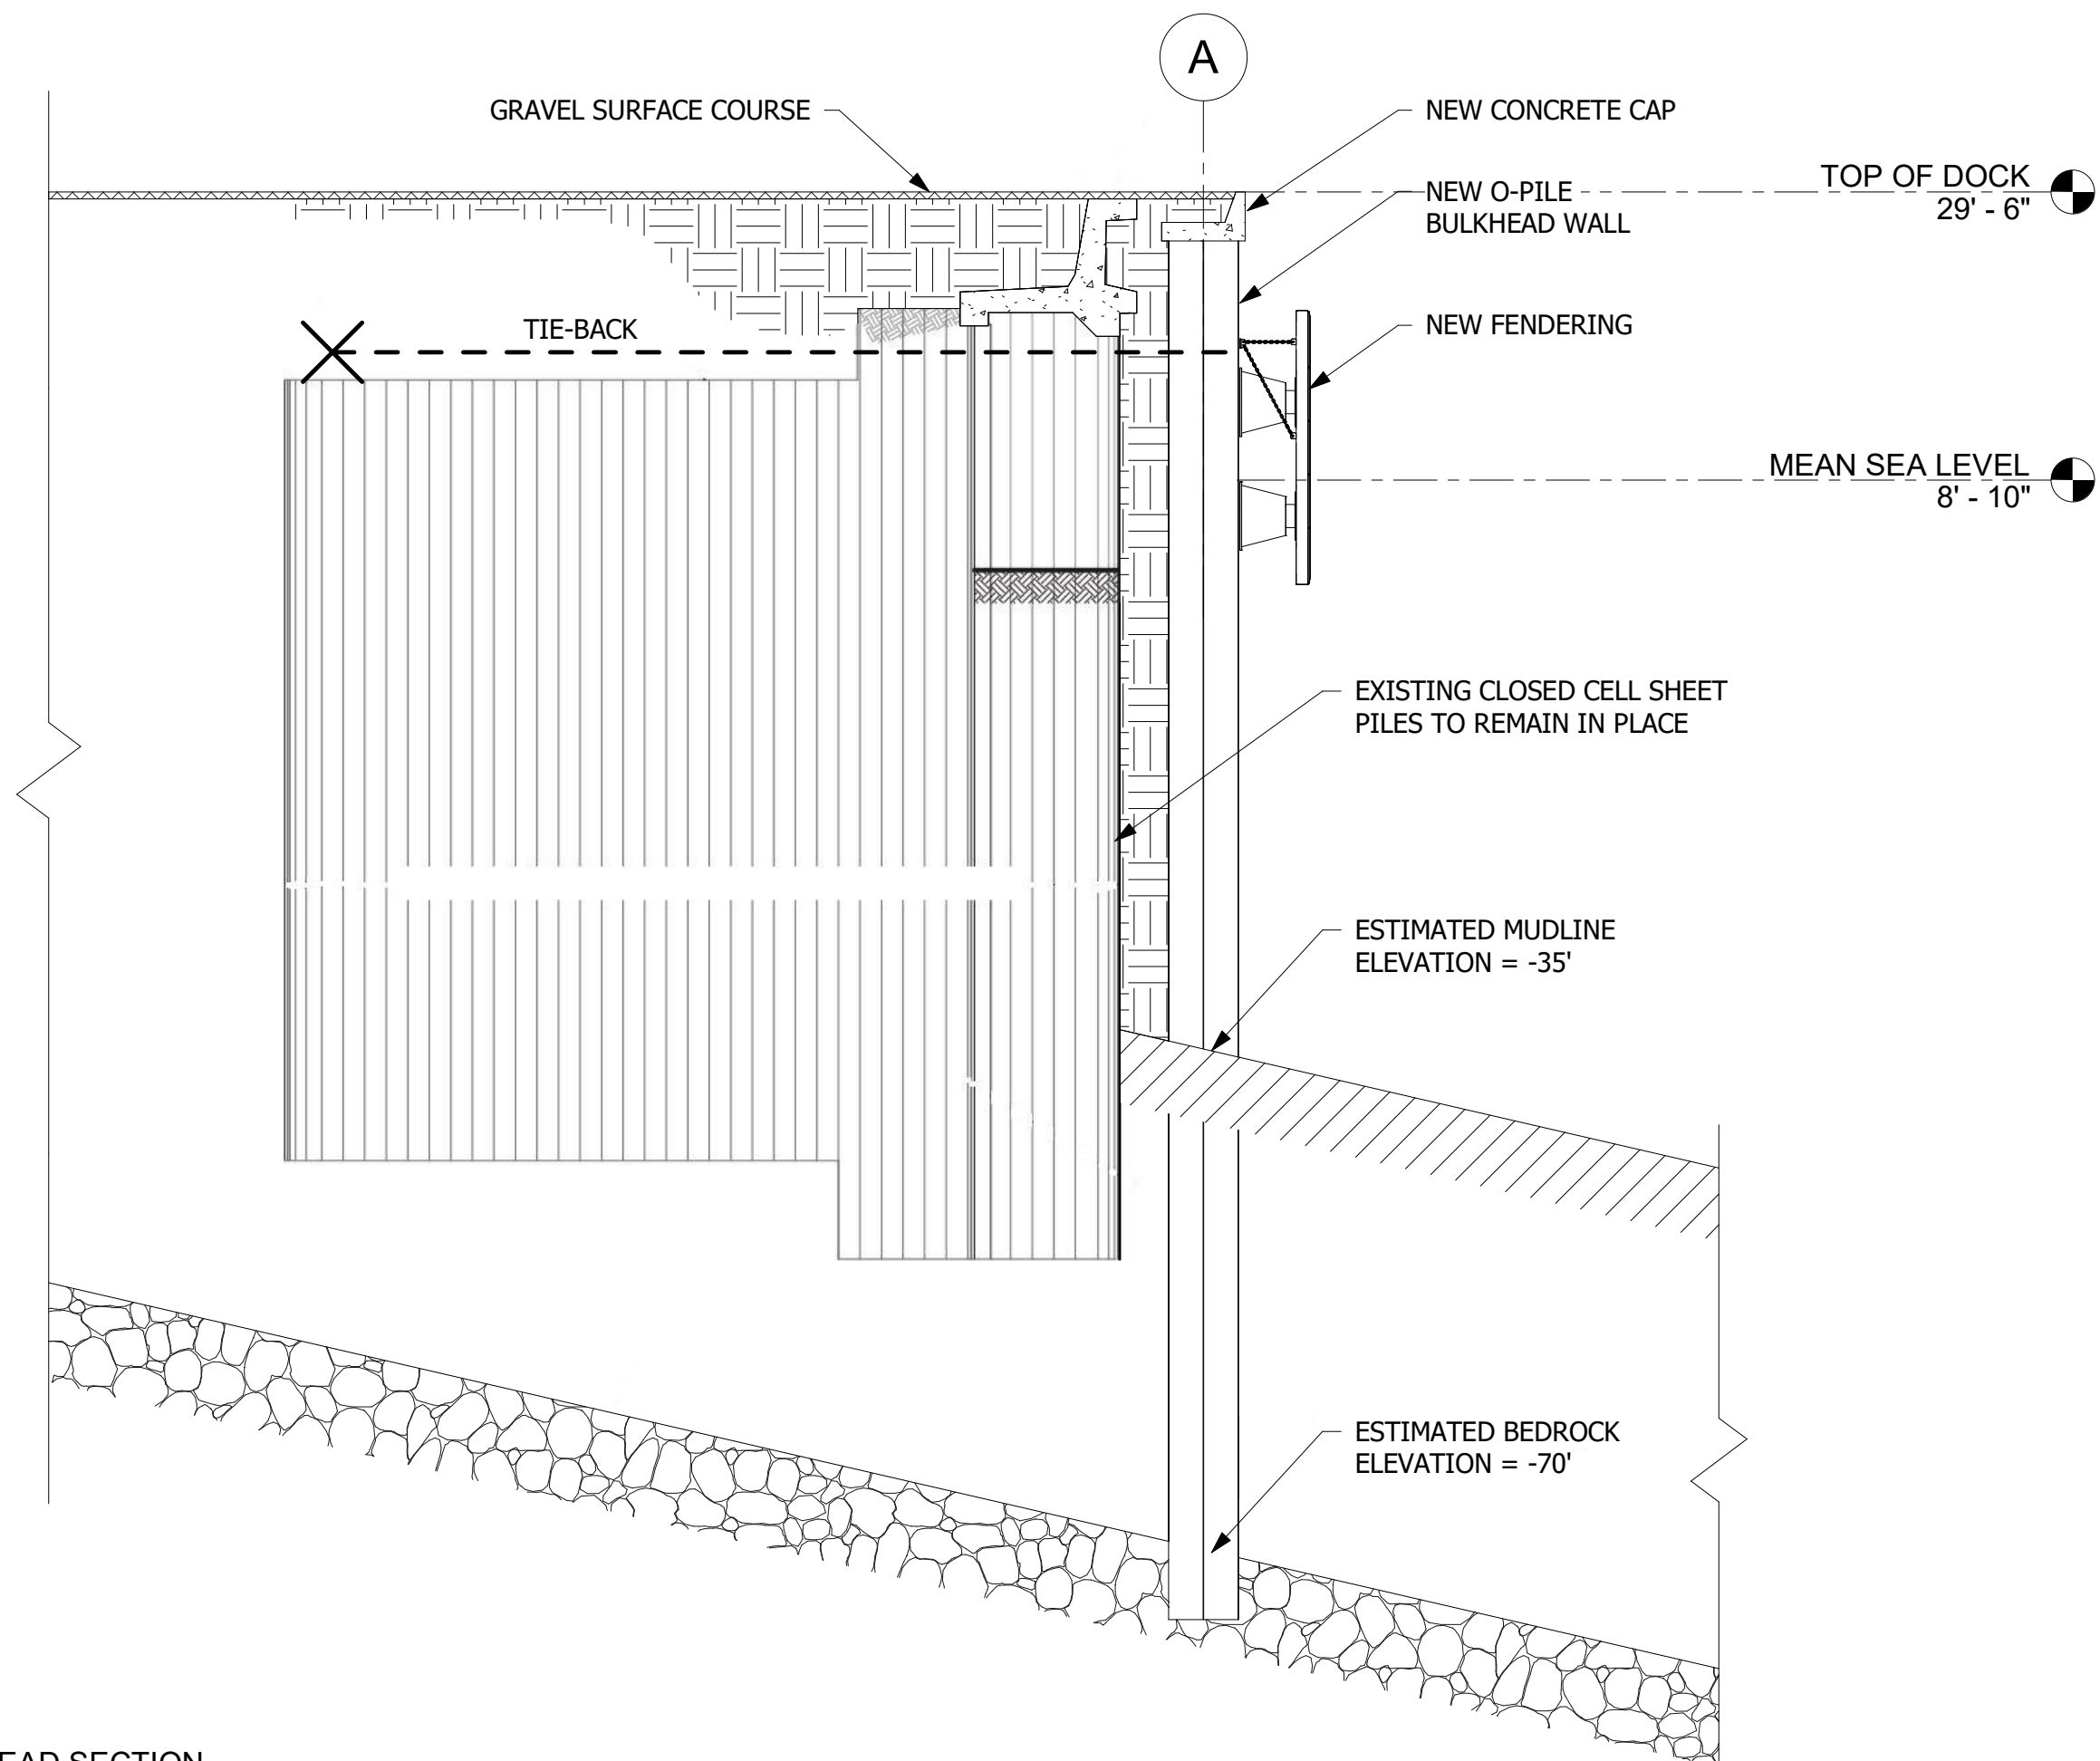 A
GRAVEL SURFACE COURSE
NEW CONCRETE CAP
TOP OF DOCK
29' - 6"
NEW O-PILE
BULKHEAD WALL
TIE-BACK
NEW FENDERING
MEAN SEA LEVEL
8' - 10"
EXISTING CLOSED CELL SHEET
PILES TO REMAIN IN PLACE
ESTIMATED MUDLINE
ELEVATION = -35'
ESTIMATED BEDROCK
ELEVATION = -70'
SECTION